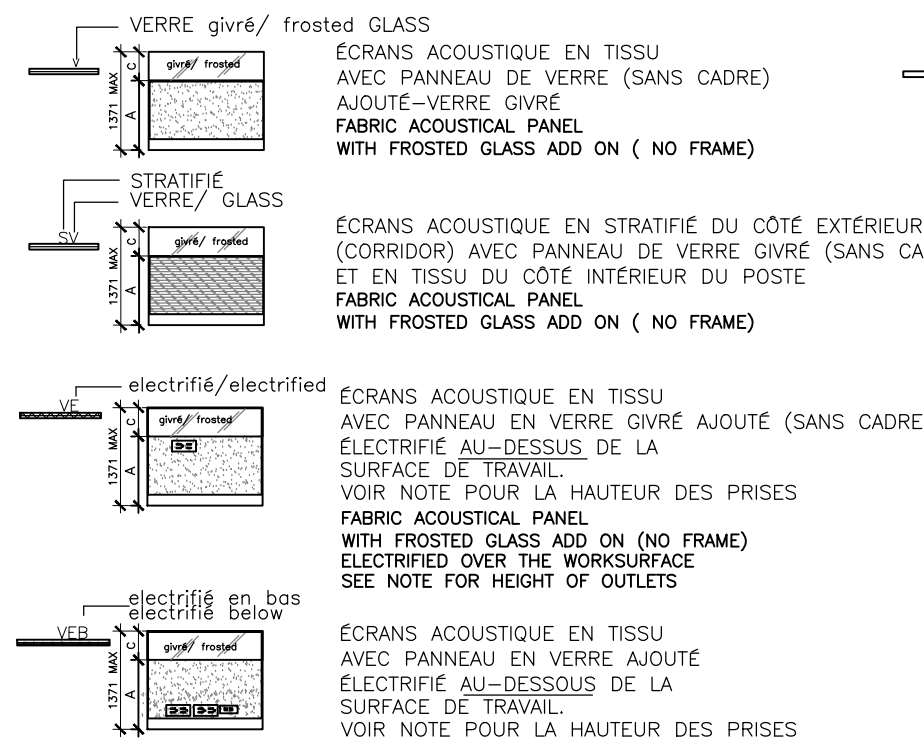 VERRE givré/ frosted GLASS
givré/ frosted
C
1371 MAX
A
ÉCRANS ACOUSTIQUE EN TISSU
AVEC PANNEAU DE VERRE (SANS CADRE)
AJOUTÉ-VERRE GIVRÉ
FABRIC ACOUSTICAL PANEL
WITH FROSTED GLASS ADD ON ( NO FRAME)
STRATIFIÉ
VERRE/ GLASS
SV
givré/ frosted
C
1371 MAX
A
ÉCRANS ACOUSTIQUE EN STRATIFIÉ DU CÔTÉ EXTÉRIEUR
(CORRIDOR) AVEC PANNEAU DE VERRE GIVRÉ (SANS CA
ET EN TISSU DU CÔTÉ INTÉRIEUR DU POSTE
FABRIC ACOUSTICAL PANEL
WITH FROSTED GLASS ADD ON ( NO FRAME)
electrifié/electrified
VE
givré/ frosted
C
1371 MAX
A
ÉCRANS ACOUSTIQUE EN TISSU
AVEC PANNEAU EN VERRE GIVRÉ AJOUTÉ (SANS CADRE
ÉLECTRIFIÉ AU-DESSUS DE LA
SURFACE DE TRAVAIL.
VOIR NOTE POUR LA HAUTEUR DES PRISES
FABRIC ACOUSTICAL PANEL
WITH FROSTED GLASS ADD ON (NO FRAME)
ELECTRIFIED OVER THE WORKSURFACE
SEE NOTE FOR HEIGHT OF OUTLETS
electrifié en bas
electrifié below
VEB
givré/ frosted
C
1371 MAX
A
ÉCRANS ACOUSTIQUE EN TISSU
AVEC PANNEAU EN VERRE AJOUTÉ
ÉLECTRIFIÉ AU-DESSOUS DE LA
SURFACE DE TRAVAIL.
VOIR NOTE POUR LA HAUTEUR DES PRISES